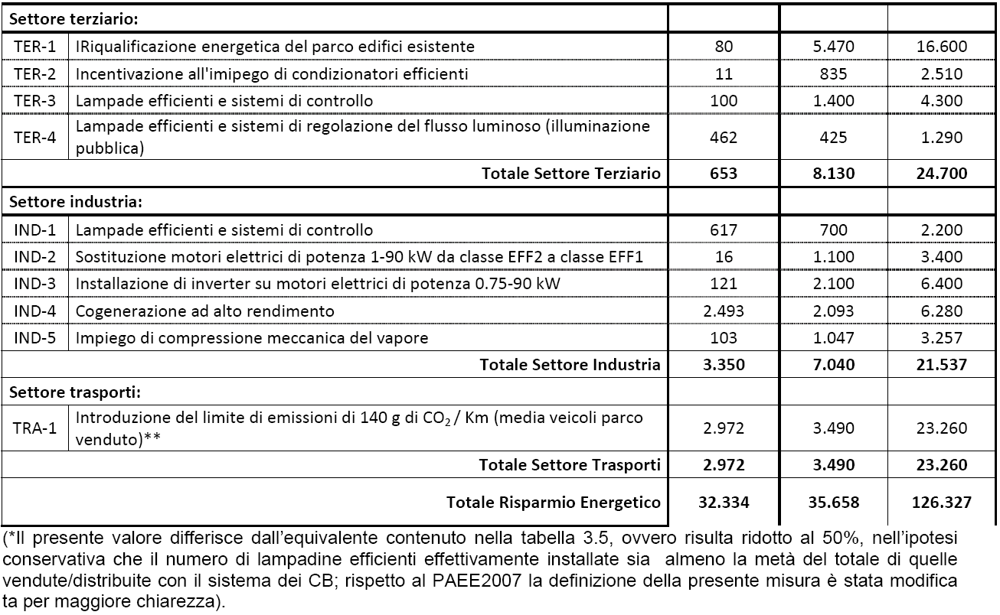 Settore terziario:
TER-1 IRiqualificazione energetica del parco edifici esistente 80 5.470 16.600
TER-2 Incentivazione all'imipego di condizionatori efficienti 11 835 2.510
TER-3 Lampade efficienti e sistemi di controllo 100 1.400 4.300
TER-4 Lampade efficienti e sistemi di regolazione del flusso luminoso (illuminazione
pubblica) 462 425 1.290
Totale Settore Terziario 653 8.130 24.700
Settore industria:
IND-1 Lampade efficienti e sistemi di controllo 617 700 2.200
IND-2 Sostituzione motori elettrici di potenza 1-90 kW da classe EFF2 a classe EFF1 16 1.100 3.400
IND-3 Installazione di inverter su motori elettrici di potenza 0.75-90 kW 121 2.100 6.400
IND-4 Cogenerazione ad alto rendimento 2.493 2.093 6.280
IND-5 Impiego di compressione meccanica del vapore 103 1.047 3.257
Totale Settore Industria 3.350 7.040 21.537
Settore trasporti:
TRA-1 Introduzione del limite di emissioni di 140 g di CO₂ / Km (media veicoli parco
venduto)** 2.972 3.490 23.260
Totale Settore Trasporti 2.972 3.490 23.260
Totale Risparmio Energetico 32.334 35.658 126.327
(*Il presente valore differisce dall’equivalente contenuto nella tabella 3.5, ovvero risulta ridotto al 50%, nell’ipotesi
conservativa che il numero di lampadine efficienti effettivamente installate sia almeno la metà del totale di quelle
vendute/distribuite con il sistema dei CB; rispetto al PAEE2007 la definizione della presente misura è stata modifica
ta per maggiore chiarezza).